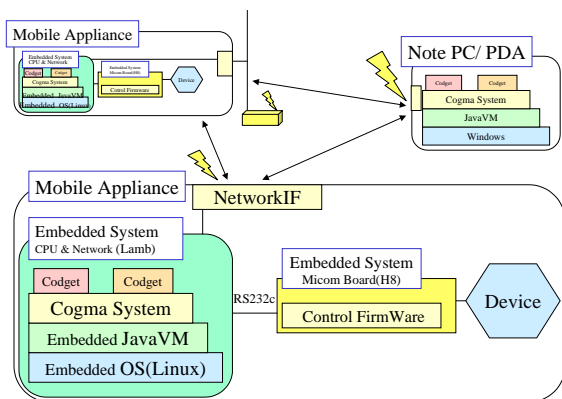 Mobile Appliance
Embedded System
CPU & Network
Codget
Codget
Cogma System
Embedded JavaVM
Embedded OS(Linux)
Embedded System
Micom Board(H8)
Control Firmware
Device
Note PC/ PDA
Codget
Codget
Cogma System
JavaVM
Windows
Mobile Appliance
NetworkIF
Embedded System
CPU & Network (Lamb)
Codget
Codget
Cogma System
Embedded JavaVM
Embedded OS(Linux)
RS232c
Embedded System
Micom Board(H8)
Control FirmWare
Device